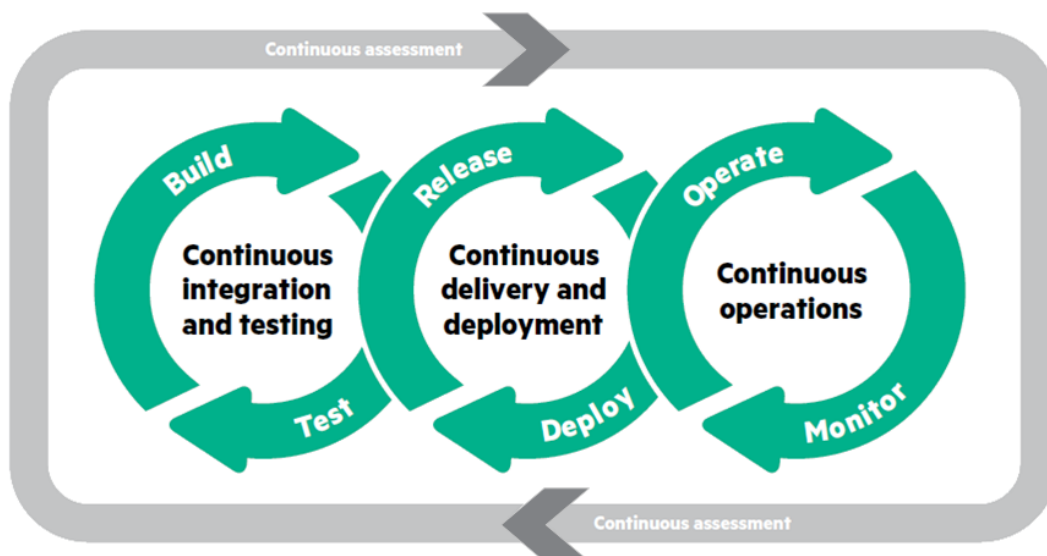 Continuous assessment
Build
Release
Operate
Continuous
integration
and testing
Continuous
delivery and
deployment
Continuous
operations
Test
Deploy
Monitor
Continuous assessment